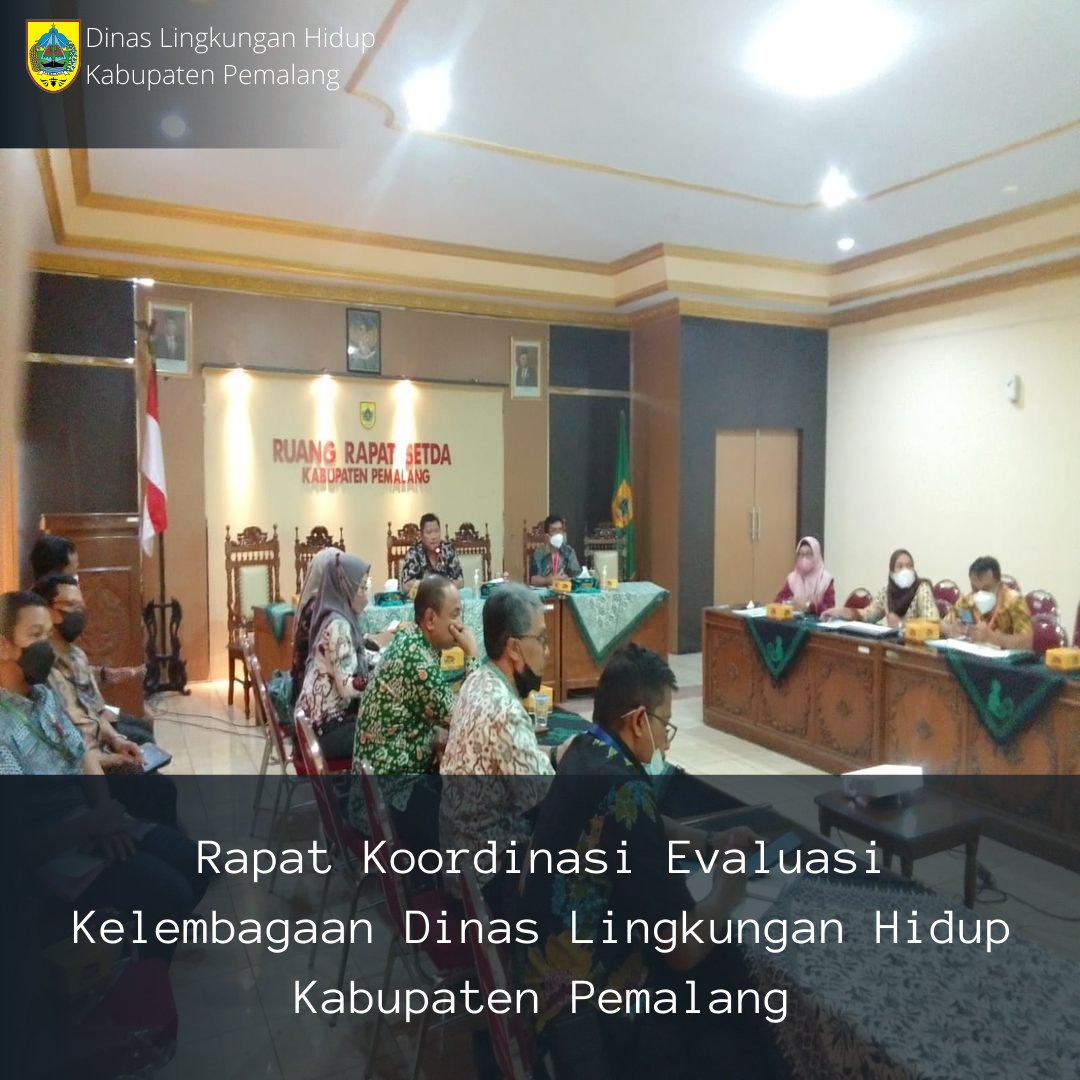 Dinas Lingkungan Hidup
Kabupaten Pemalang
RUANG RAPAT SETDA
KABUPATEN PEMALANG
Rapat Koordinasi Evaluasi
Kelembagaan Dinas Lingkungan Hidup
Kabupaten Pemalang